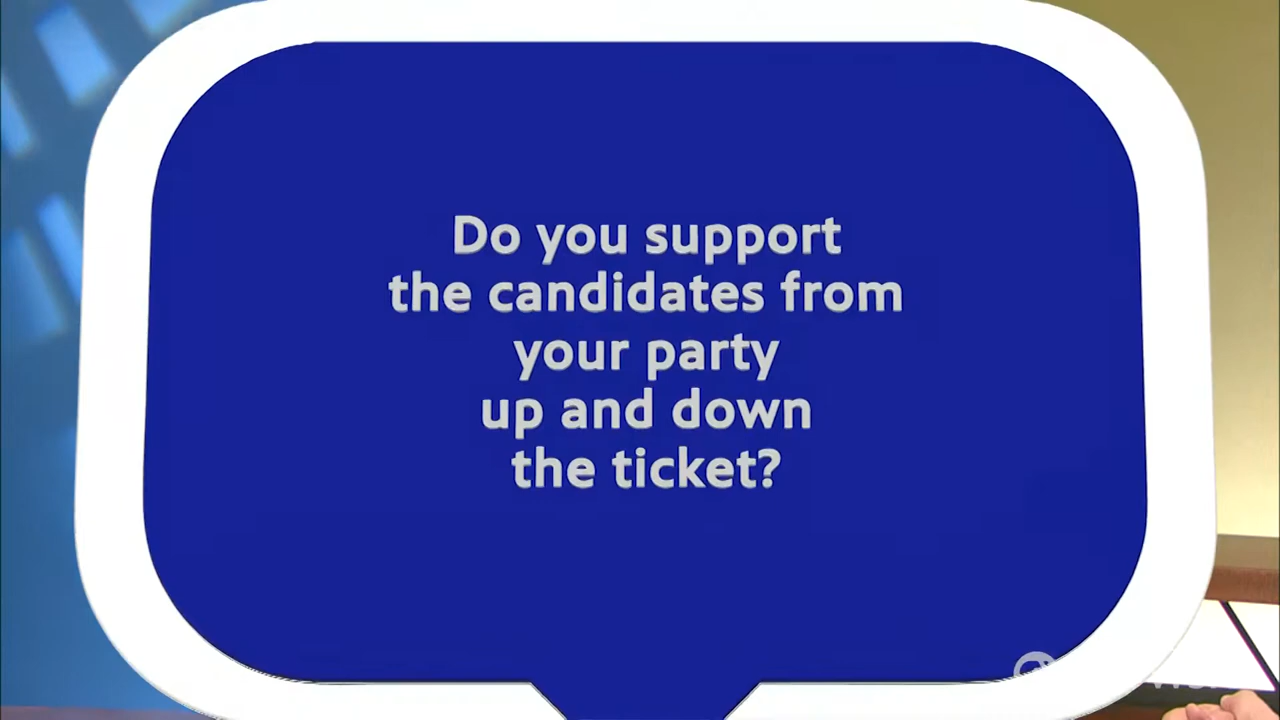 Do you support
the candidates from
your party
up and down
the ticket?